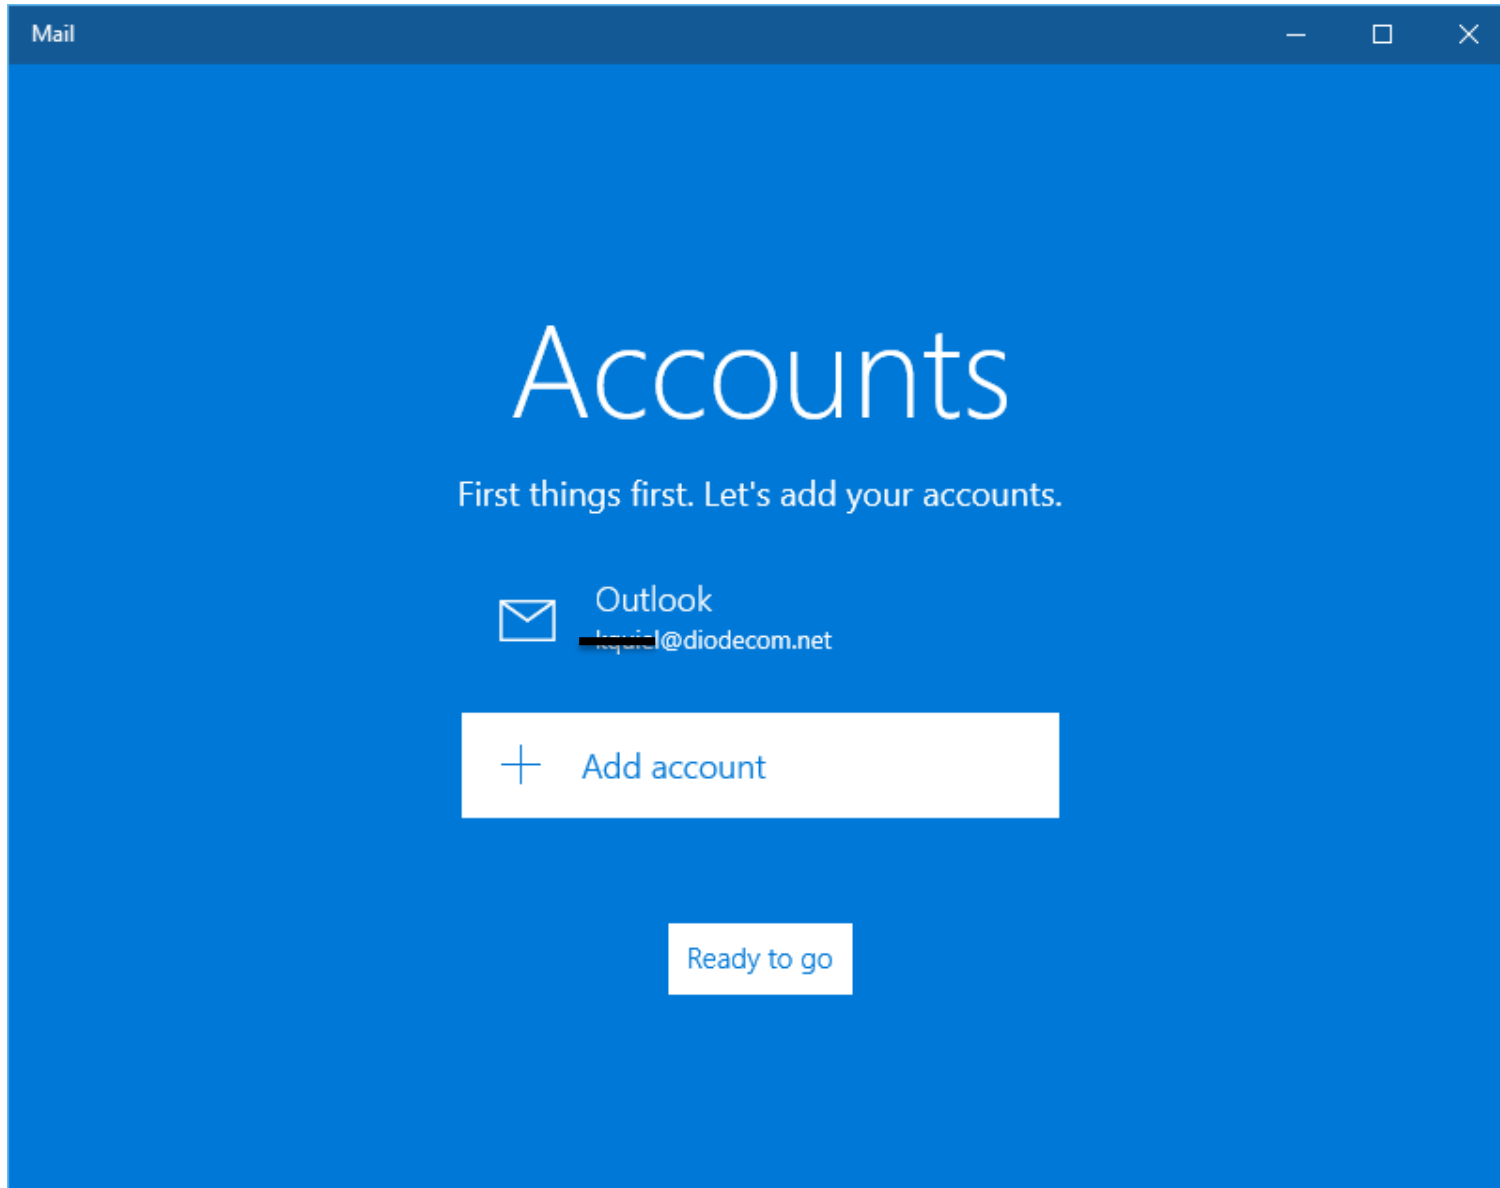 Mail
Accounts
First things first. Let's add your accounts.
Outlook
@diodecom.net
Add account
Ready to go